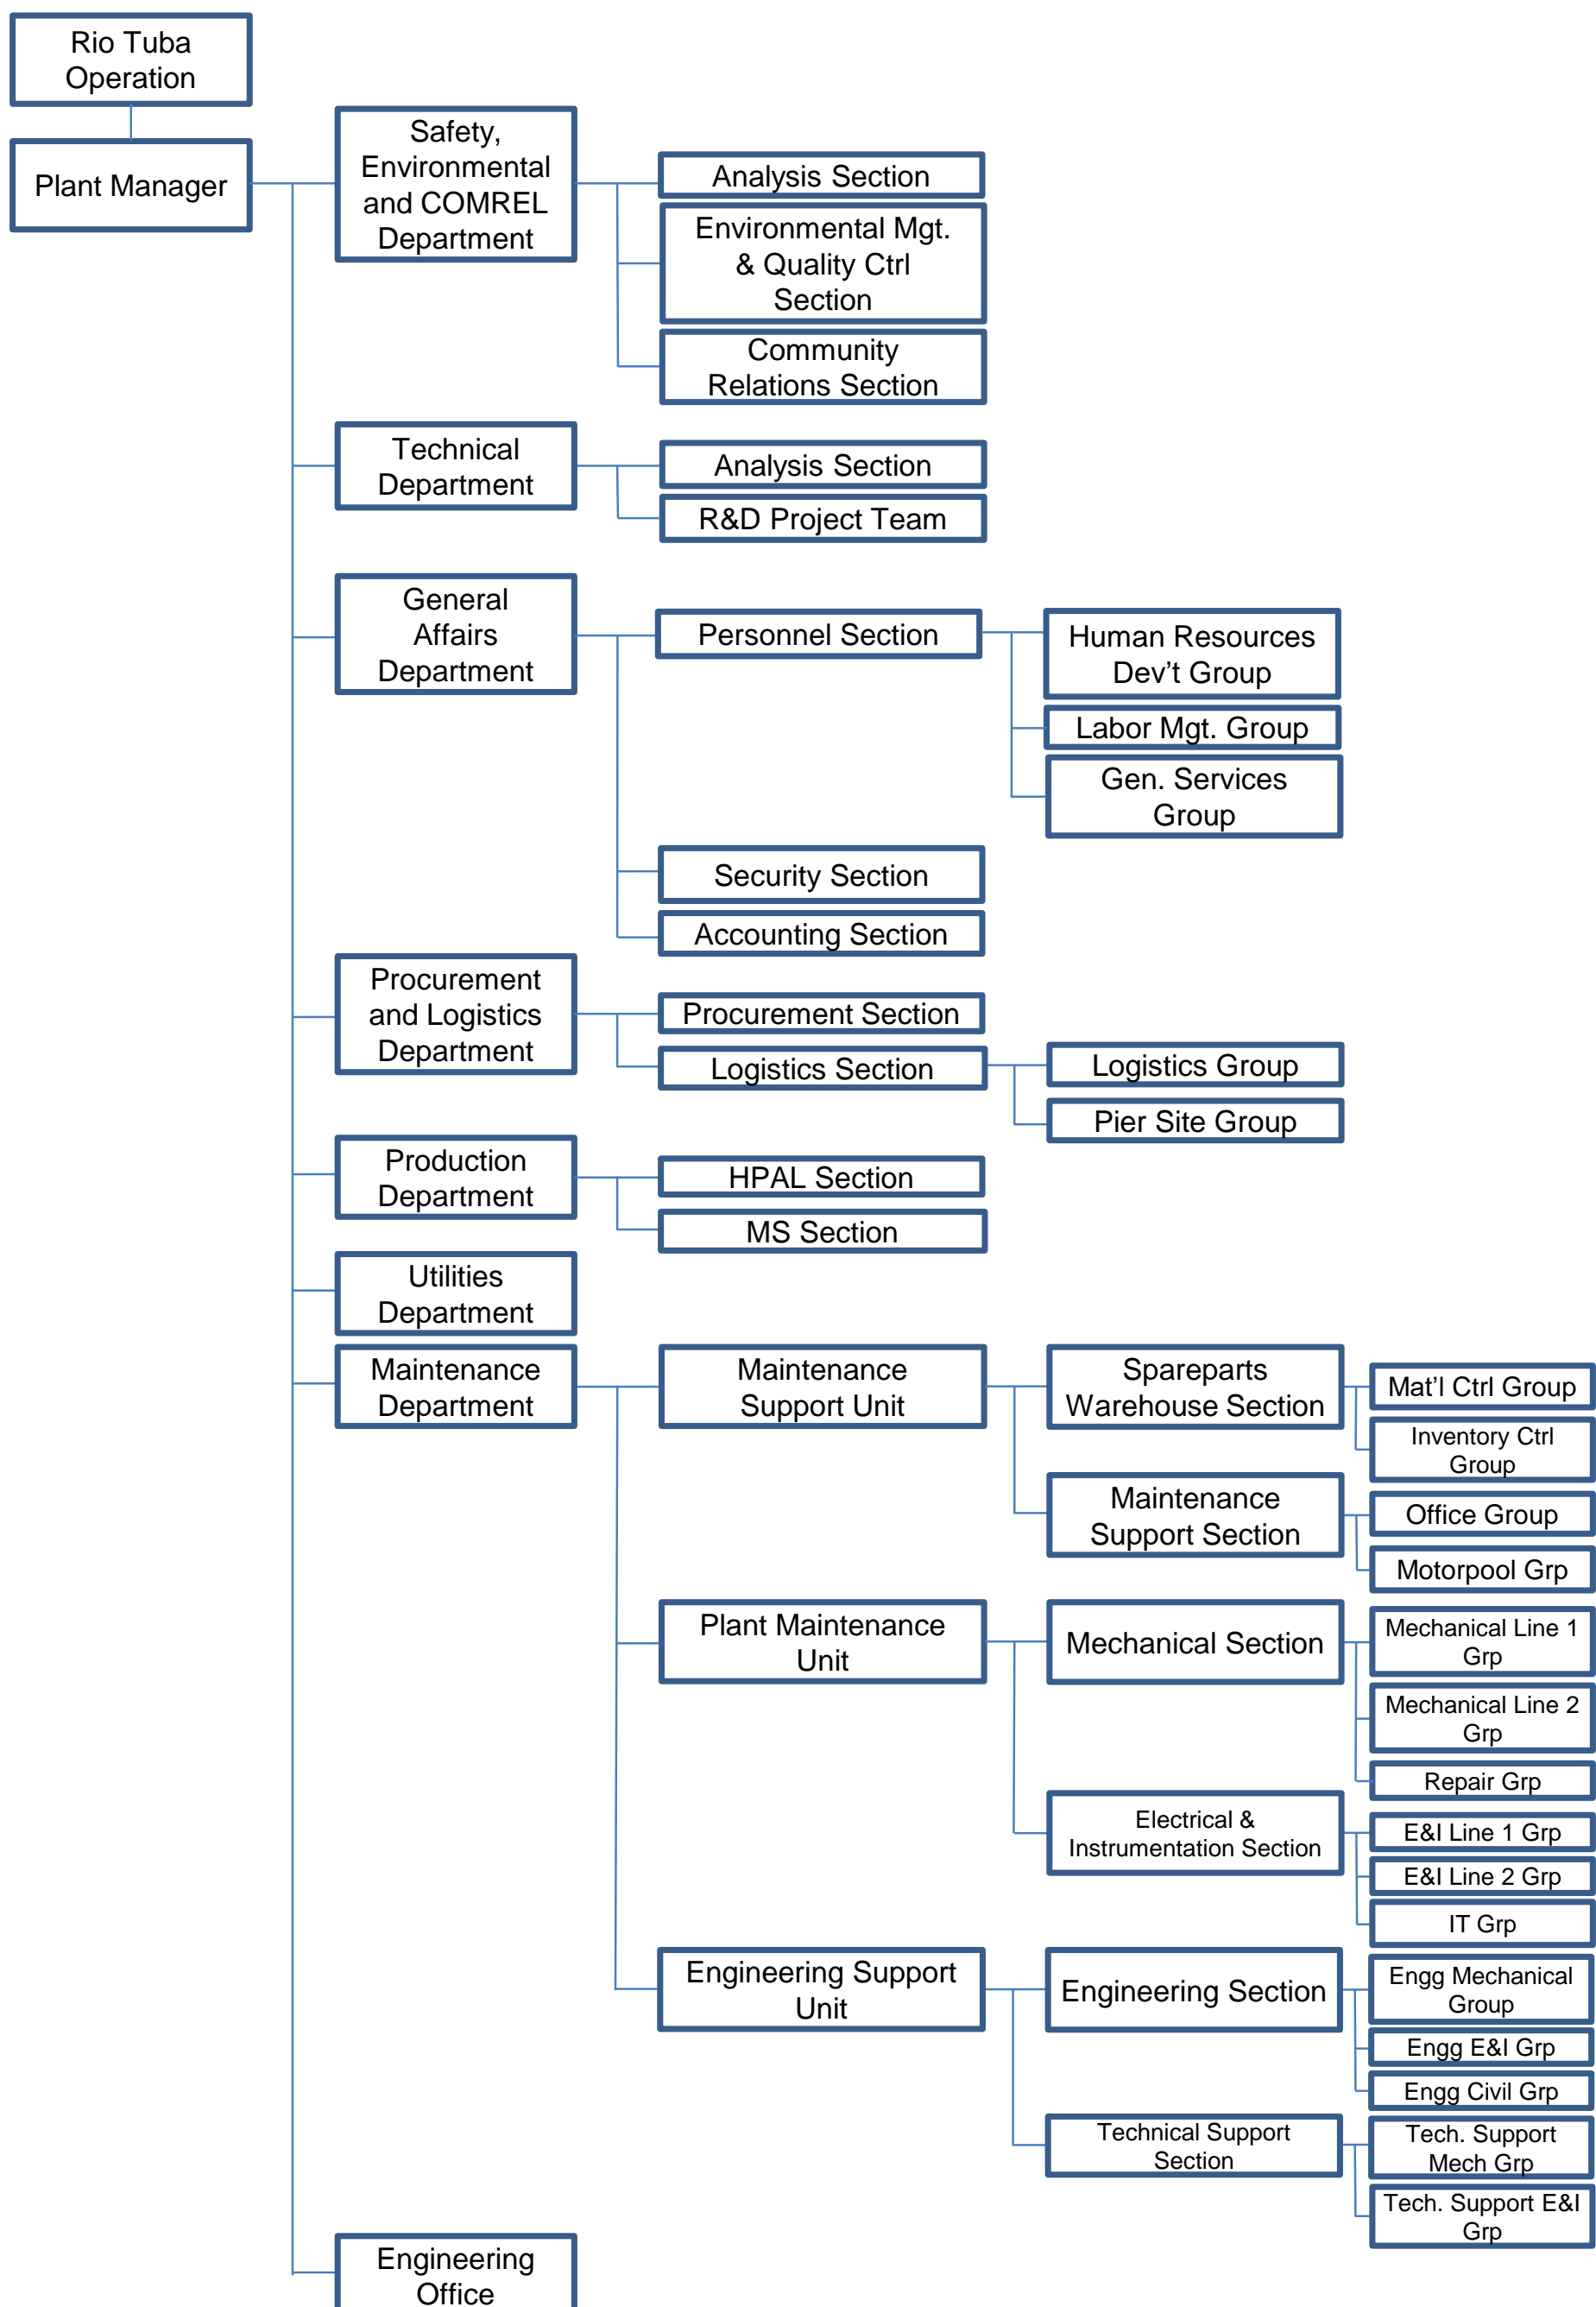 Rio Tuba
Operation
Plant Manager
Safety,
Environmental
and COMREL
Department
Analysis Section
Environmental Mgt.
& Quality Ctrl
Section
Community
Relations Section
Technical
Department
Analysis Section
R&D Project Team
General
Affairs
Department
Personnel Section
Human Resources
Dev’t Group
Labor Mgt. Group
Gen. Services
Group
Security Section
Accounting Section
Procurement
and Logistics
Department
Procurement Section
Logistics Section
Logistics Group
Pier Site Group
Production
Department
HPAL Section
MS Section
Utilities
Department
Maintenance
Department
Maintenance
Support Unit
Spareparts
Warehouse Section
Mat’l Ctrl Group
Inventory Ctrl
Group
Maintenance
Support Section
Office Group
Motorpool Grp
Plant Maintenance
Unit
Mechanical Section
Mechanical Line 1
Grp
Mechanical Line 2
Grp
Repair Grp
Electrical &
Instrumentation Section
E&I Line 1 Grp
E&I Line 2 Grp
IT Grp
Engineering Support
Unit
Engineering Section
Engg Mechanical
Group
Engg E&I Grp
Engg Civil Grp
Technical Support
Section
Tech. Support
Mech Grp
Tech. Support E&I
Grp
Engineering
Office